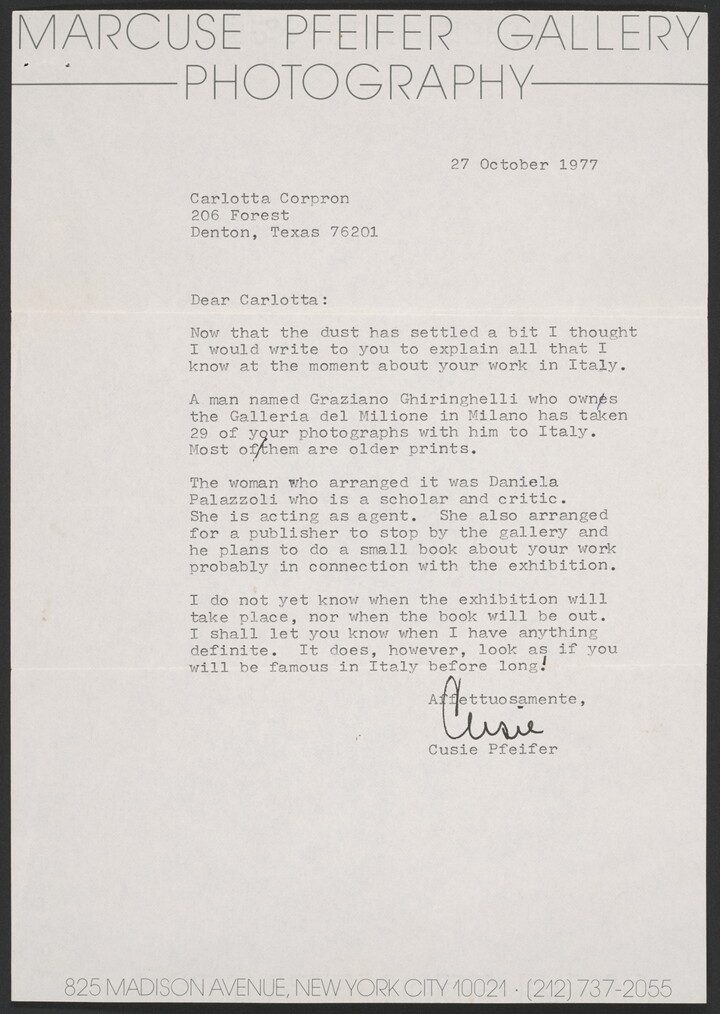 MARCUSE PFEIFER GALLERY
PHOTOGRAPHY
27 October 1977
Carlotta Corpron
206 Forest
Denton, Texas 76201
Dear Carlotta:
Now that the dust has settled a bit I thought
I would write to you to explain all that I
know at the moment about your work in Italy.
A man named Graziano Ghiringhelli who ownes
the Galleria del Milione in Milano has taken
29 of your photographs with him to Italy.
Most of/them are older prints.
The woman who arranged it was Daniela
Palazzoli who is a scholar and critic.
She is acting as agent. She also arranged
for a publisher to stop by the gallery and
he plans to do a small book about your work
probably in connection with the exhibition.
I do not yet know when the exhibition will
take place, nor when the book will be out.
I shall let you know when I have anything
definite. It does, however, look as if you
will be famous in Italy before long!
Affettuosamente,
Cusie
Cusie Pfeifer
825 MADISON AVENUE, NEW YORK CITY 10021 · (212) 737-2055